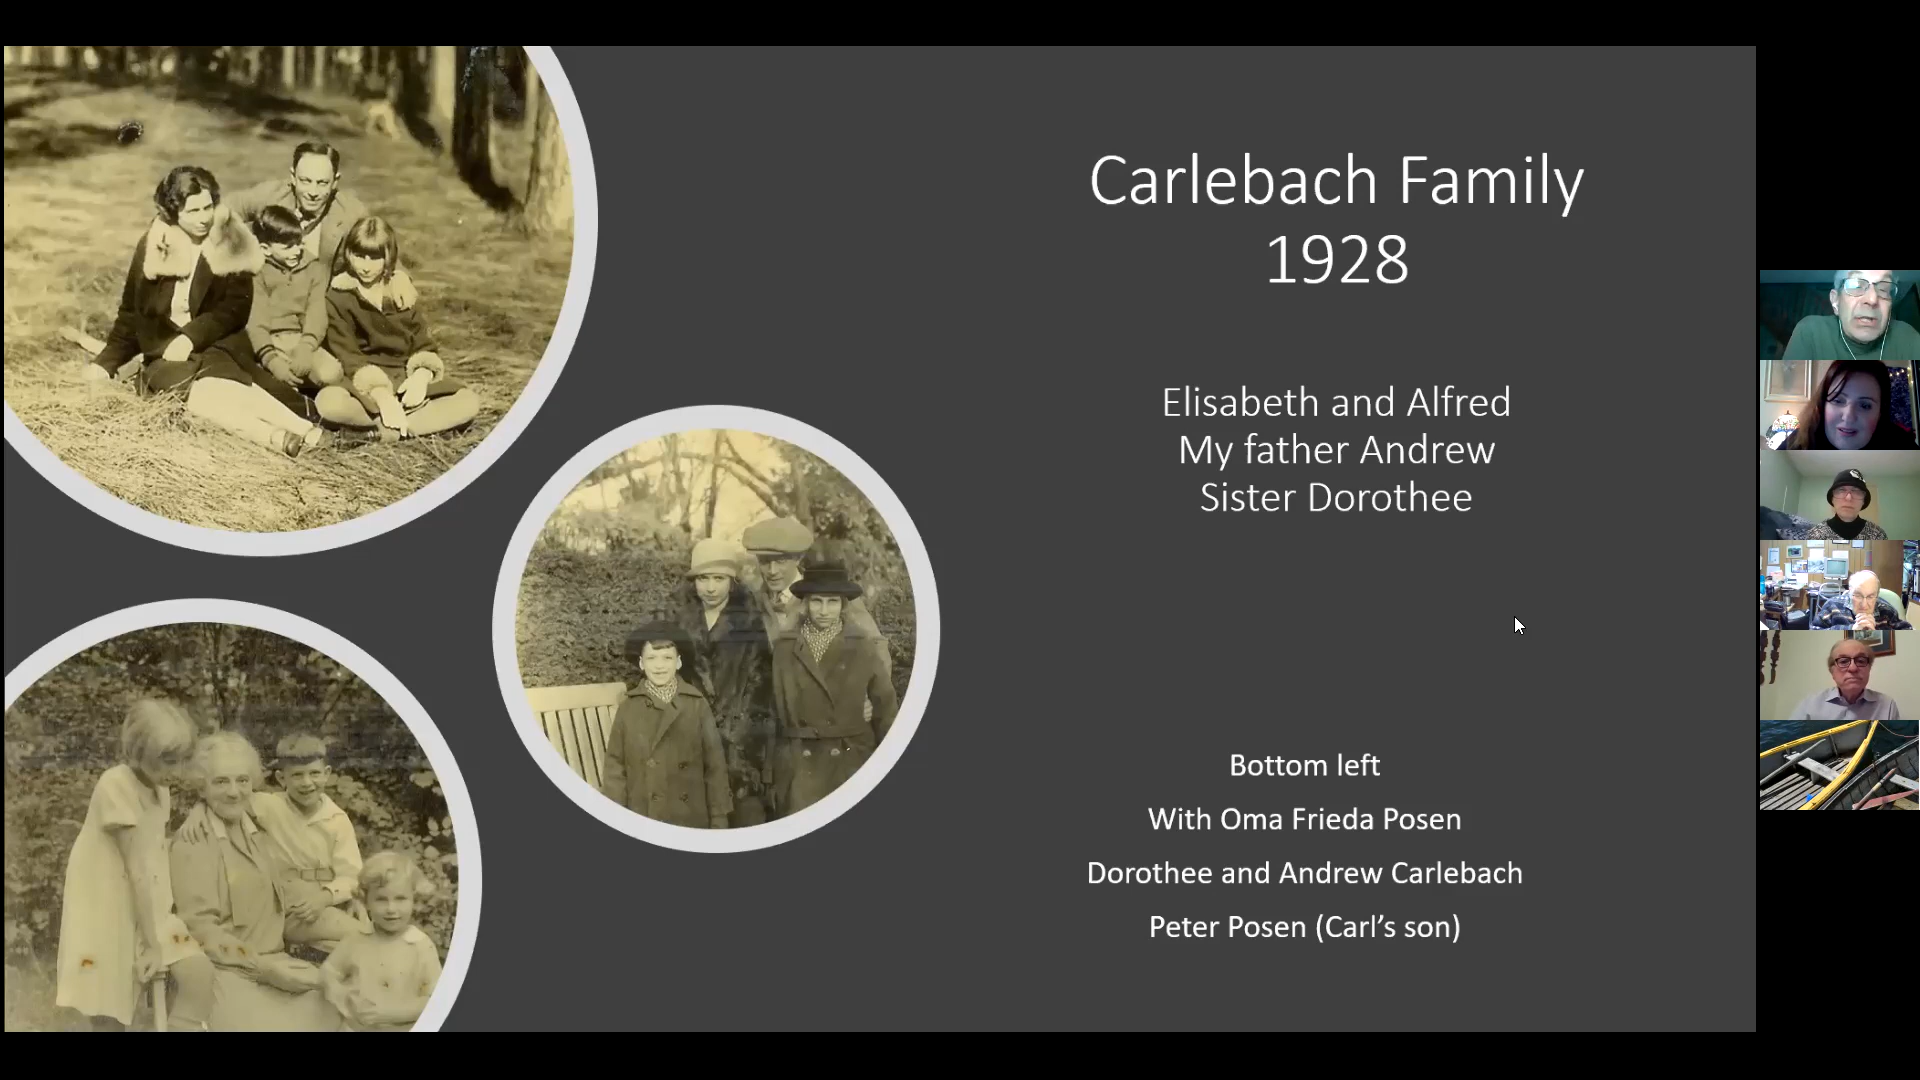 Carlebach Family
1928
Elisabeth and Alfred
My father Andrew
Sister Dorothee
Bottom left
With Oma Frieda Posen
Dorothee and Andrew Carlebach
Peter Posen (Carl’s son)